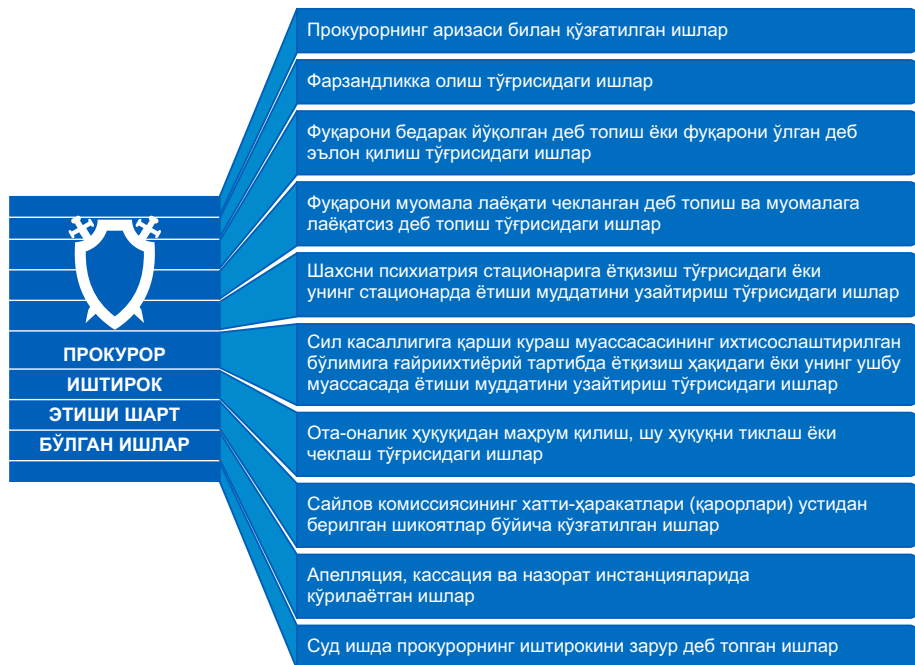 ПРОКУРОР
ИШТИРОК
ЭТИШИ ШАРТ
БЎЛГАН ИШЛАР
Прокурорнинг аризаси билан қўзғатилган ишлар
Фарзандликка олиш тўғрисидаги ишлар
Фуқарони бедарак йўқолган деб топиш ёки фуқарони ўлган деб
эълон қилиш тўғрисидаги ишлар
Фуқарони муомала лаёқати чекланган деб топиш ва муомалага
лаёқатсиз деб топиш тўғрисидаги ишлар
Шахсни психиатрия стационарига ётқизиш тўғрисидаги ёки
унинг стационарда ётиши муддатини узайтириш тўғрисидаги ишлар
Сил касаллигига қарши кураш муассасасининг ихтисослаштирилган
бўлимига ғайриихтиёрий тартибда ётқизиш ҳақидаги ёки унинг ушбу
муассасада ётиши муддатини узайтириш тўғрисидаги ишлар
Ота-оналик ҳуқуқидан маҳрум қилиш, шу ҳуқуқни тиклаш ёки
чеклаш тўғрисидаги ишлар
Сайлов комиссиясининг хатти-ҳаракатлари (қарорлари) устидан
берилган шикоятлар бўйича қўзғатилган ишлар
Апелляция, кассация ва назорат инстанцияларида
кўрилаётган ишлар
Суд ишда прокурорнинг иштирокини зарур деб топган ишлар